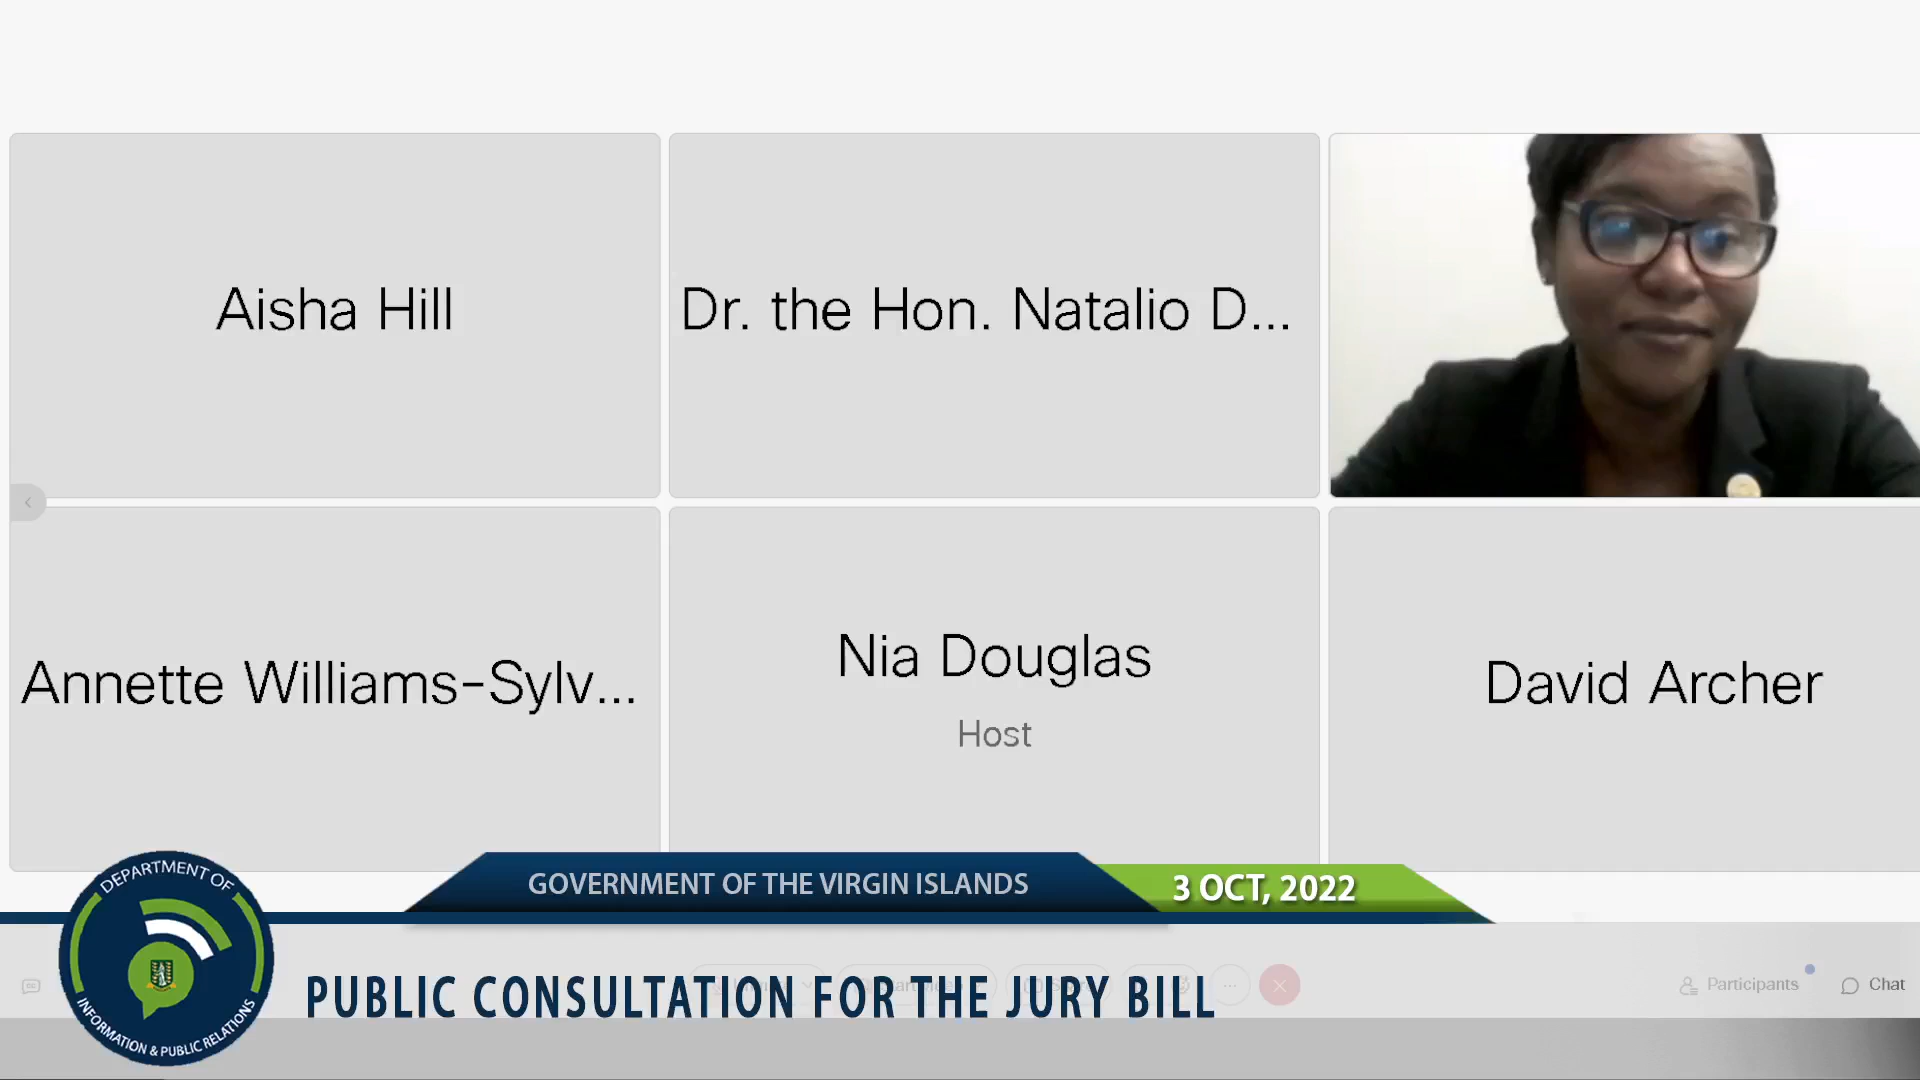 Aisha Hill
Dr. the Hon. Natalio D...
Annette Williams-Sylv...
Nia Douglas
Host
David Archer
GOVERNMENT OF THE VIRGIN ISLANDS
3 OCT, 2022
DEPARTMENT OF
INFORMATION & PUBLIC RELATIONS
PUBLIC CONSULTATION FOR THE JURY BILL
Participants
Chat